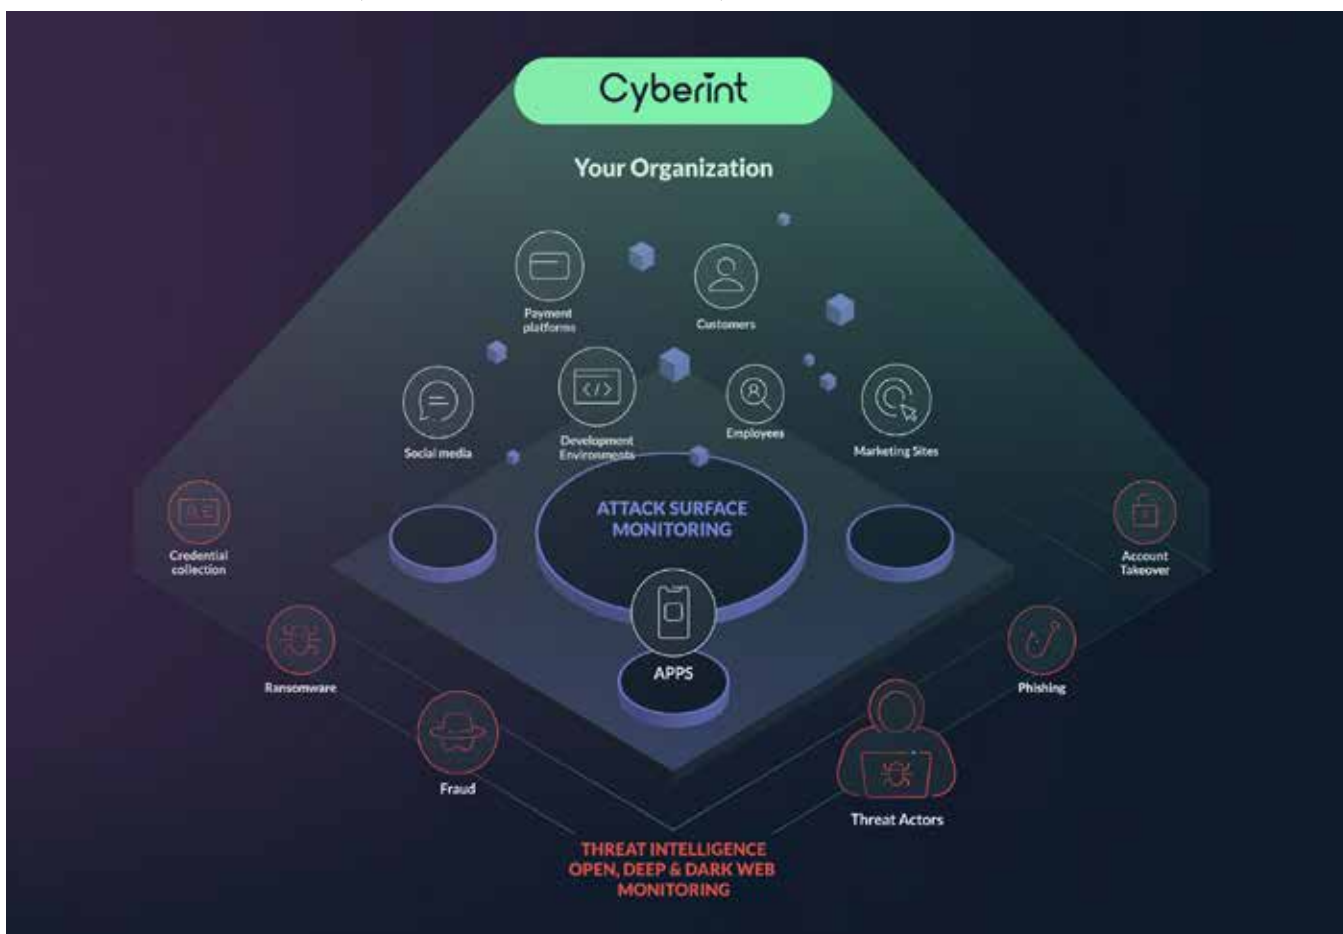 Cyberint
Your Organization
Payment
platforms
Customers
Social media
Development
Environments
Employees
Marketing Sites
ATTACK SURFACE
MONITORING
Credential
collection
Account
Takeover
APPS
Ransomware
Phishing
Fraud
Threat Actors
THREAT INTELLIGENCE
OPEN, DEEP & DARK WEB
MONITORING